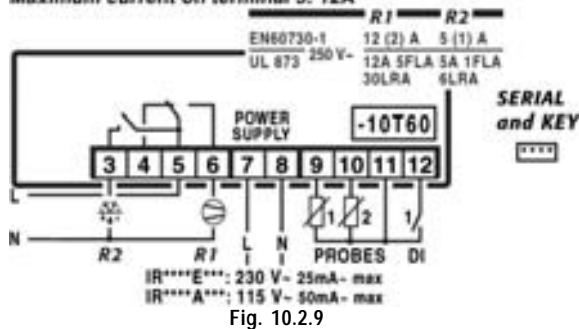 Maximum current on terminal 5: 12A
R1 R2
EN60730-1 12 (2) A 5 (1) A
UL 873 250 V~ 12A 5FLA 5A 1FLA
30LRA 6LRA
SERIAL
and KEY
POWER
SUPPLY
-10T60
3 4 5 6 7 8 9 10 11 12
L
N
1 2 1
R2 R1 L N PROBES DI
IR****E***: 230 V~ 25mA~ max
IR****A***: 115 V~ 50mA~ max
Fig. 10.2.9